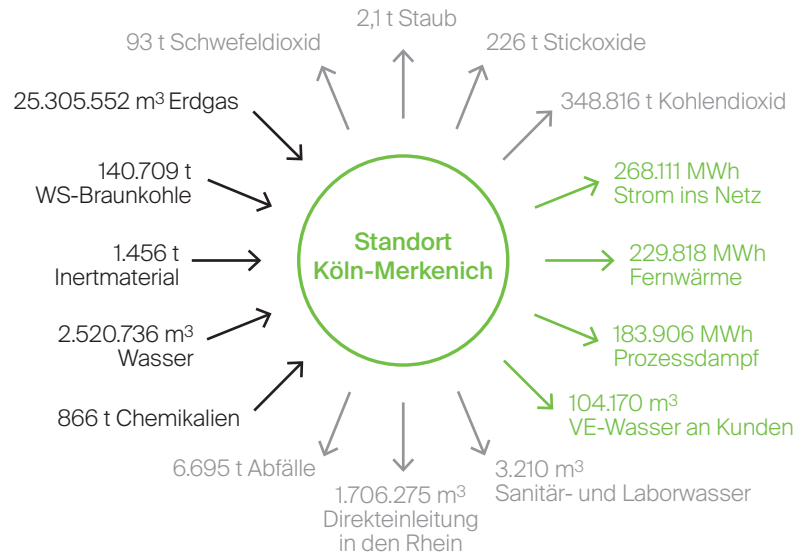 2,1 t Staub
93 t Schwefeldioxid
226 t Stickoxide
25.305.552 m³ Erdgas
348.816 t Kohlendioxid
140.709 t
WS-Braunkohle
268.111 MWh
Strom ins Netz
1.456 t
Inertmaterial
Standort
Köln-Merkenich
229.818 MWh
Fernwärme
2.520.736 m³
Wasser
183.906 MWh
Prozessdampf
866 t Chemikalien
104.170 m³
VE-Wasser an Kunden
6.695 t Abfälle
1.706.275 m³
Direkteinleitung
in den Rhein
3.210 m³
Sanitär- und Laborwasser